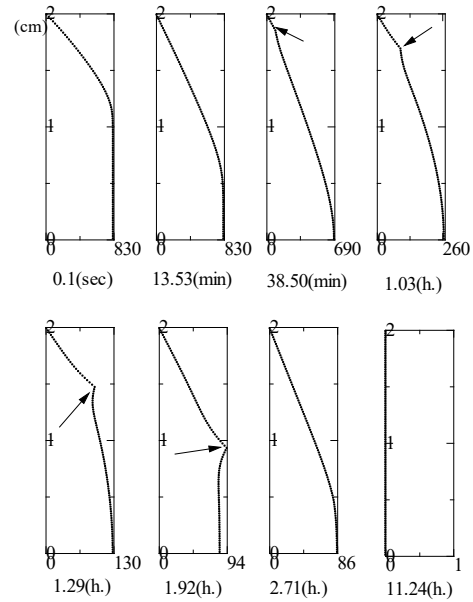 2 2 2 2
(cm)
1 1 1 1
0 0 0 0
0 830 0 830 0 690 0 260
0.1(sec) 13.53(min) 38.50(min) 1.03(h.)
2 2 2 2
1 1 1 1
0 0 0 0
0 130 0 94 0 86 0 1
1.29(h.) 1.92(h.) 2.71(h.) 11.24(h.)